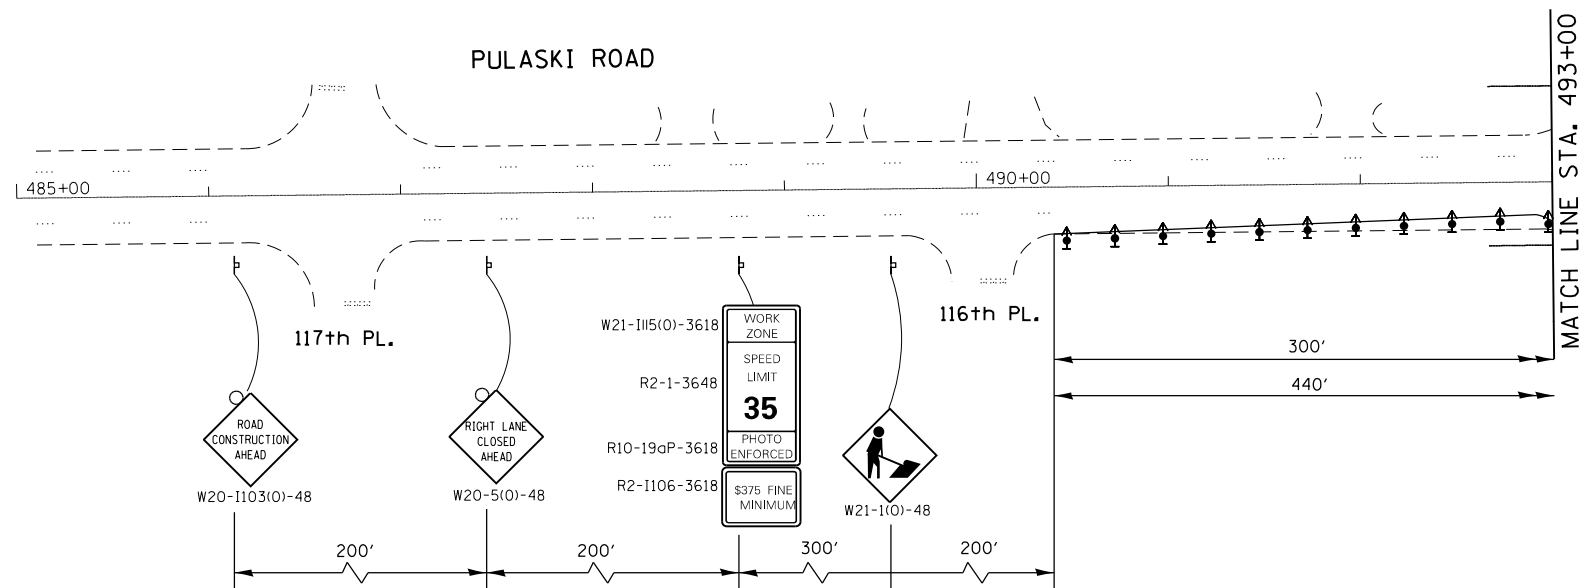 PULASKI ROAD
485+00
490+00
MATCH LINE STA. 493+00
117th PL.
116th PL.
W21-I115(O)-3618
R2-1-3648
R10-19aP-3618
R2-I106-3618
WORK
ZONE
SPEED
LIMIT
35
PHOTO
ENFORCED
$375 FINE
MINIMUM
ROAD
CONSTRUCTION
AHEAD
W20-I103(O)-48
RIGHT LANE
CLOSED
AHEAD
W20-5(O)-48
W21-1(O)-48
300'
440'
200'
200'
300'
200'